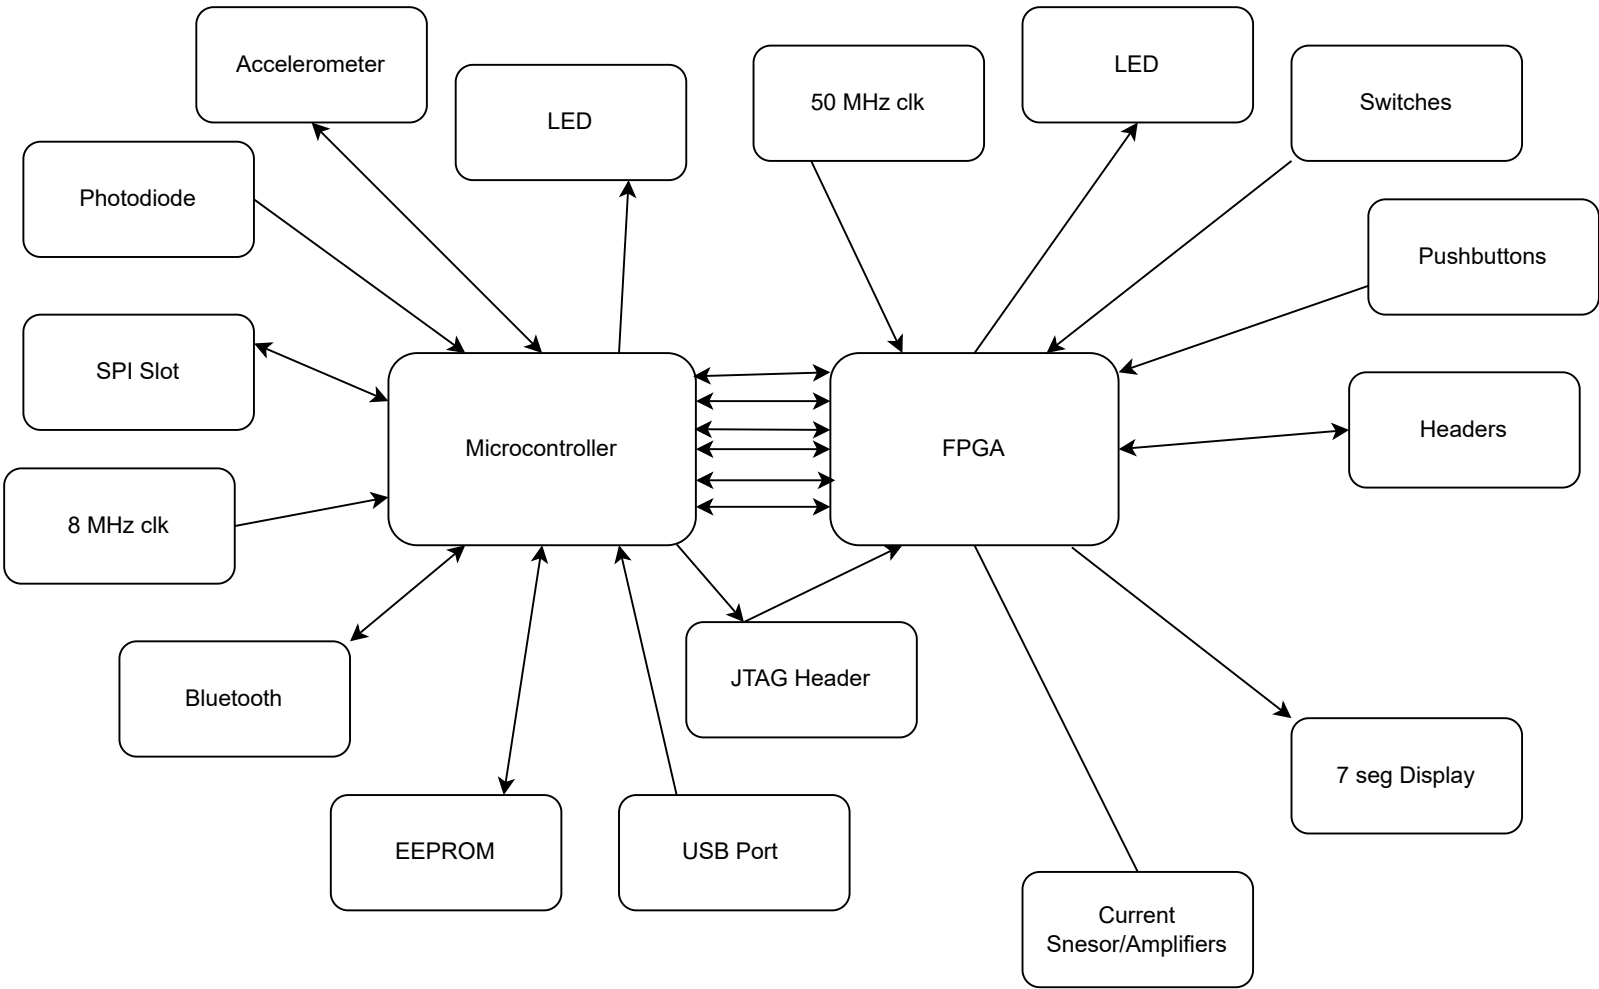 Accelerometer
LED
50 MHz clk
LED
Switches
Photodiode
Pushbuttons
SPI Slot
Microcontroller
FPGA
Headers
8 MHz clk
Bluetooth
JTAG Header
7 seg Display
EEPROM
USB Port
Current
Snesor/Amplifiers